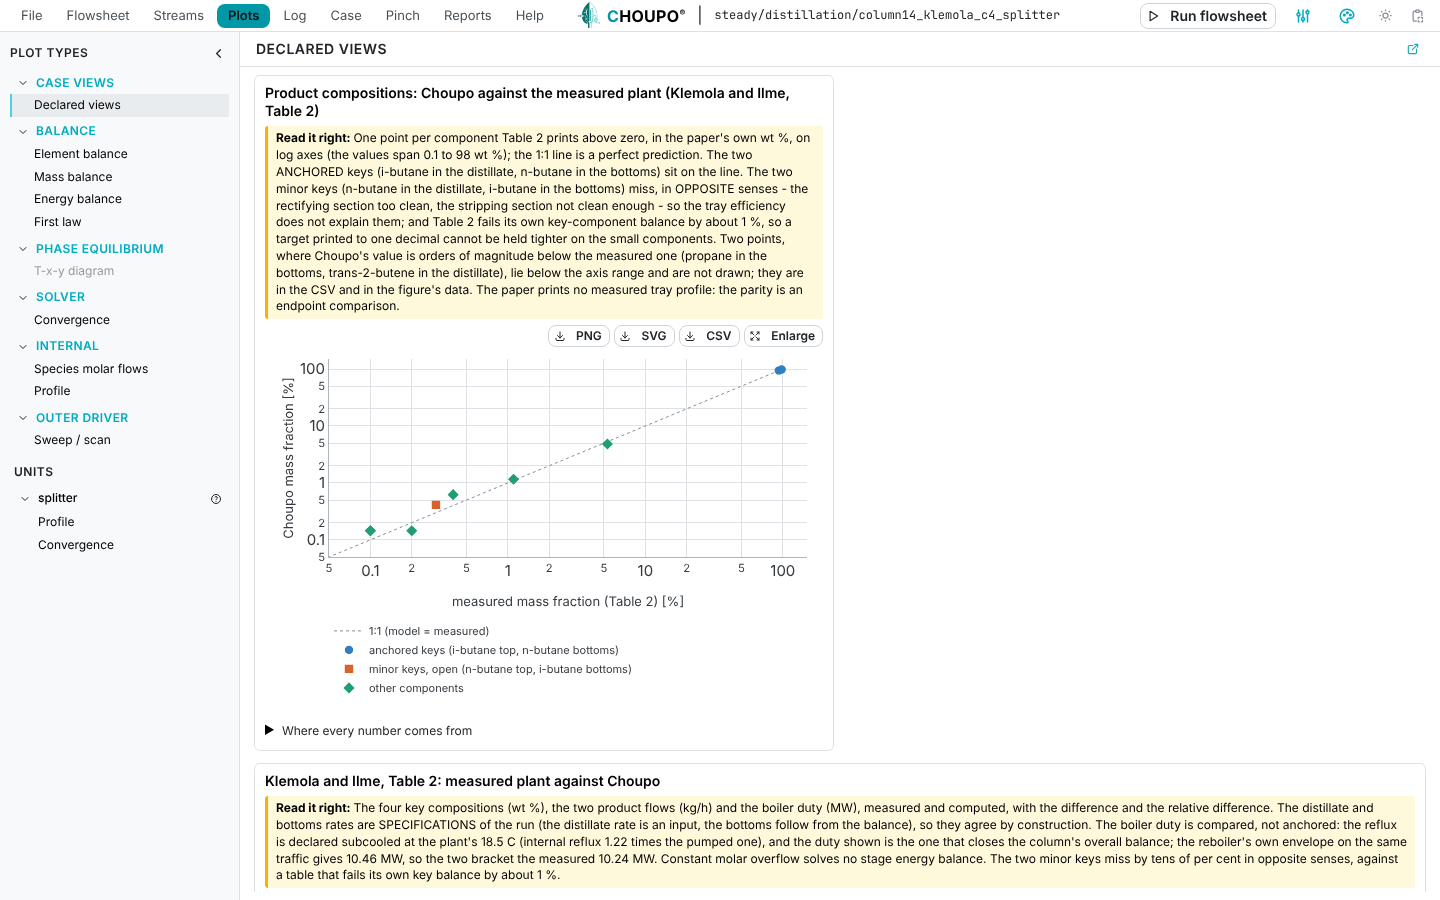 File Flowsheet Streams Plots Log Case Pinch Reports Help CHOUPO® steady/distillation/column14_klemola_c4_splitter Run flowsheet
PLOT TYPES
CASE VIEWS
Declared views
BALANCE
Element balance
Mass balance
Energy balance
First law
PHASE EQUILIBRIUM
T-x-y diagram
SOLVER
Convergence
INTERNAL
Species molar flows
Profile
OUTER DRIVER
Sweep / scan
UNITS
splitter
Profile
Convergence
DECLARED VIEWS
Product compositions: Choupo against the measured plant (Klemola and Ilme,
Table 2)
Read it right: One point per component Table 2 prints above zero, in the paper's own wt %, on
log axes (the values span 0.1 to 98 wt %); the 1:1 line is a perfect prediction. The two
ANCHORED keys (i-butane in the distillate, n-butane in the bottoms) sit on the line. The two
minor keys (n-butane in the distillate, i-butane in the bottoms) miss, in OPPOSITE senses - the
rectifying section too clean, the stripping section not clean enough - so the tray efficiency
does not explain them; and Table 2 fails its own key-component balance by about 1 %, so a
target printed to one decimal cannot be held tighter on the small components. Two points,
where Choupo's value is orders of magnitude below the measured one (propane in the
bottoms, trans-2-butene in the distillate), lie below the axis range and are not drawn; they are
in the CSV and in the figure's data. The paper prints no measured tray profile: the parity is an
endpoint comparison.
PNG SVG CSV Enlarge
Choupo mass fraction [%]
100
5
2
10
5
2
1
5
2
0.1
5
5 0.1 2 5 1 2 5 10 2 5 100
measured mass fraction (Table 2) [%]
1:1 (model = measured)
anchored keys (i-butane top, n-butane bottoms)
minor keys, open (n-butane top, i-butane bottoms)
other components
Where every number comes from
Klemola and Ilme, Table 2: measured plant against Choupo
Read it right: The four key compositions (wt %), the two product flows (kg/h) and the boiler duty (MW), measured and computed, with the difference and the relative difference. The distillate and
bottoms rates are SPECIFICATIONS of the run (the distillate rate is an input, the bottoms follow from the balance), so they agree by construction. The boiler duty is compared, not anchored: the reflux
is declared subcooled at the plant's 18.5 C (internal reflux 1.22 times the pumped one), and the duty shown is the one that closes the column's overall balance; the reboiler's own envelope on the same
traffic gives 10.46 MW, so the two bracket the measured 10.24 MW. Constant molar overflow solves no stage energy balance. The two minor keys miss by tens of per cent in opposite senses, against
a table that fails its own key balance by about 1 %.